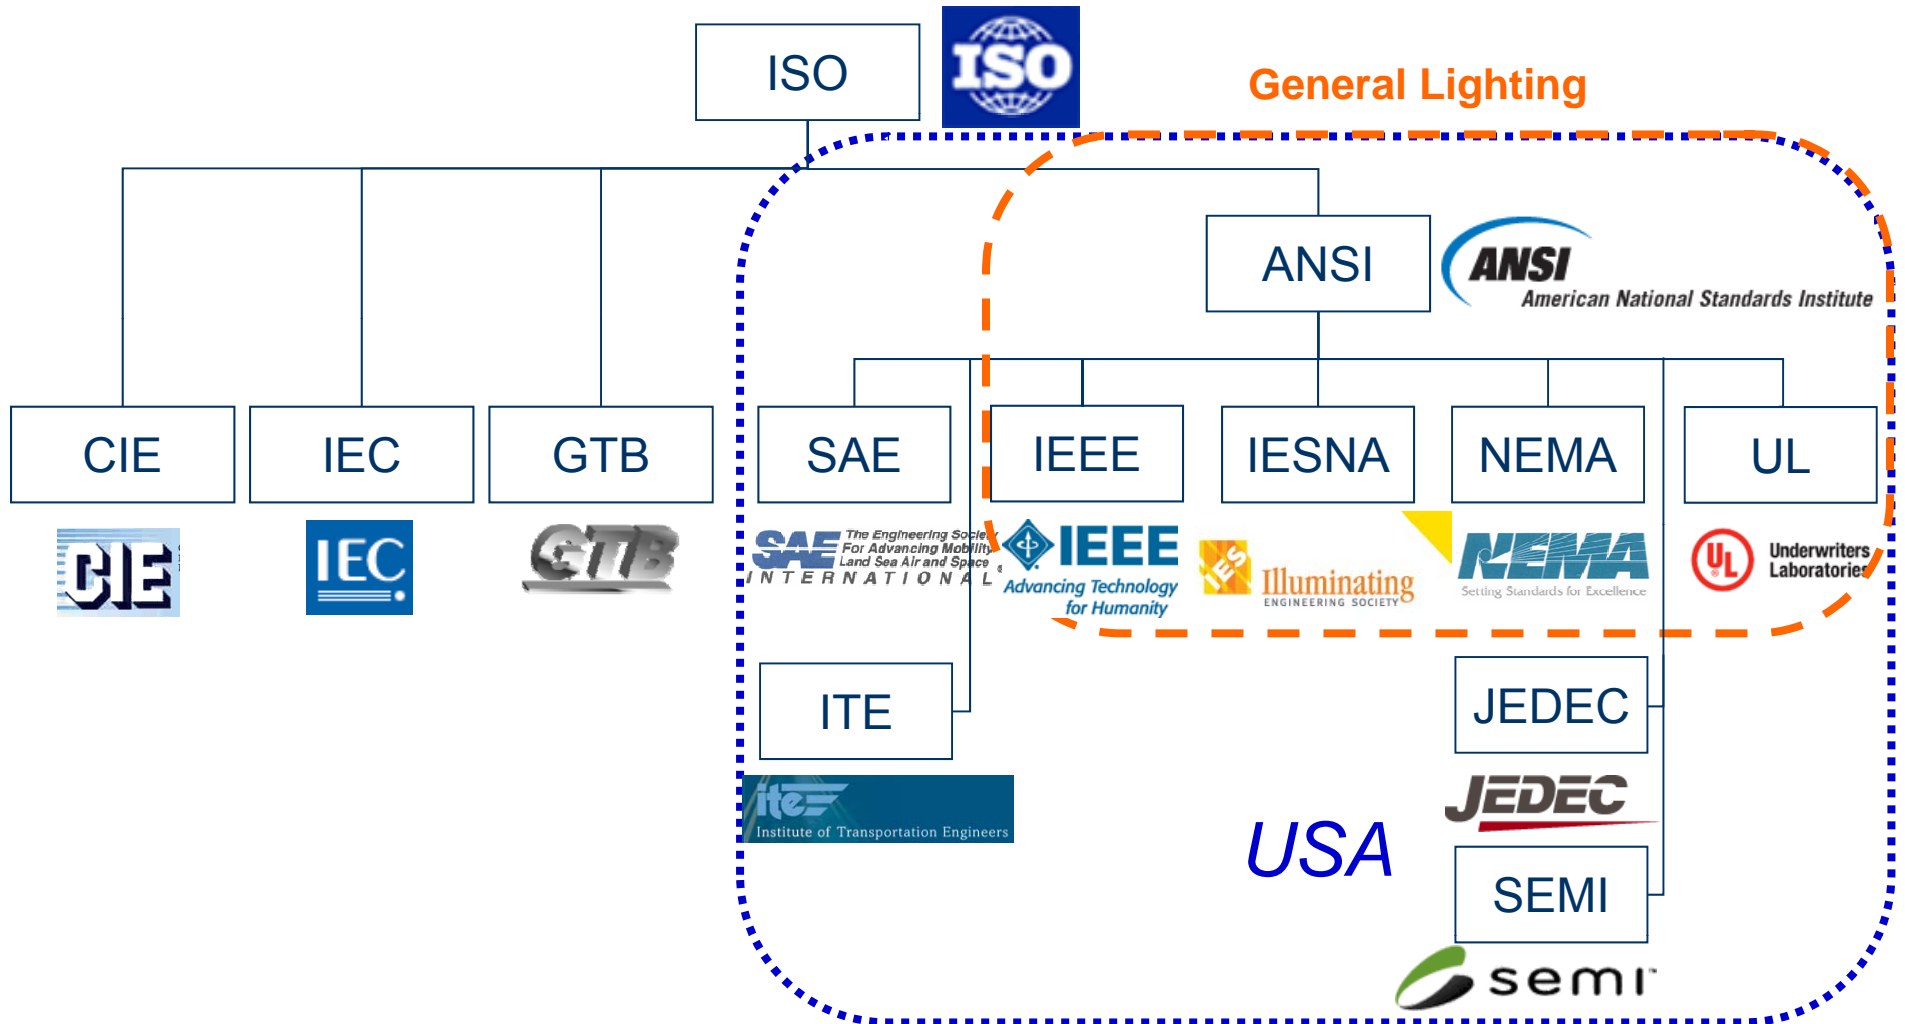 ISO
ISO
General Lighting
ANSI
ANSI
American National Standards Institute
CIE
IEC
GTB
SAE
IEEE
IESNA
NEMA
UL
CIE
IEC
GTB
SAE The Engineering Society
For Advancing Mobility
Land Sea Air and Space
INTERNATIONAL
IEEE
Advancing Technology
for Humanity
IES
Illuminating
ENGINEERING SOCIETY
NEMA
Setting Standards for Excellence
UL
Underwriters
Laboratories
ITE
JEDEC
ite
Institute of Transportation Engineers
JEDEC
USA
SEMI
semi™